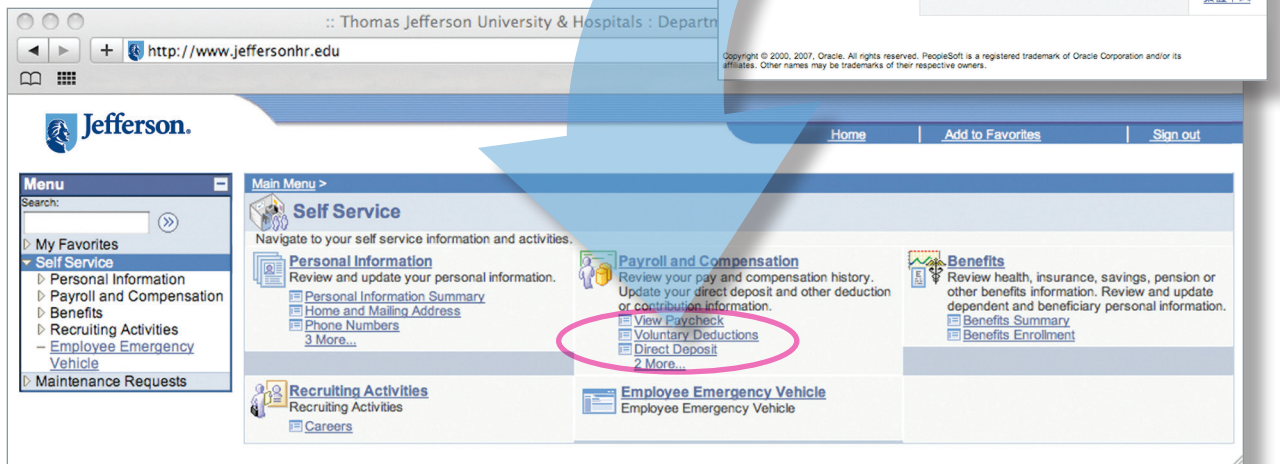 :: Thomas Jefferson University & Hospitals : Departm
http://www.jeffersonhr.edu
Copyright © 2000, 2007, Oracle. All rights reserved. PeopleSoft is a registered trademark of Oracle Corporation and/or its
affiliates. Other names may be trademarks of their respective owners.
Jefferson.
Home
Add to Favorites
Sign out
Menu
Search:
My Favorites
Self Service
Personal Information
Payroll and Compensation
Benefits
Recruiting Activities
Employee Emergency
Vehicle
Maintenance Requests
Main Menu >
Self Service
Navigate to your self service information and activities.
Personal Information
Review and update your personal information.
Personal Information Summary
Home and Mailing Address
Phone Numbers
3 More...
Payroll and Compensation
Review your pay and compensation history.
Update your direct deposit and other deduction
or contribution information.
View Paycheck
Voluntary Deductions
Direct Deposit
2 More...
Benefits
Review health, insurance, savings, pension or
other benefits information. Review and update
dependent and beneficiary personal information.
Benefits Summary
Benefits Enrollment
Recruiting Activities
Recruiting Activities
Careers
Employee Emergency Vehicle
Employee Emergency Vehicle